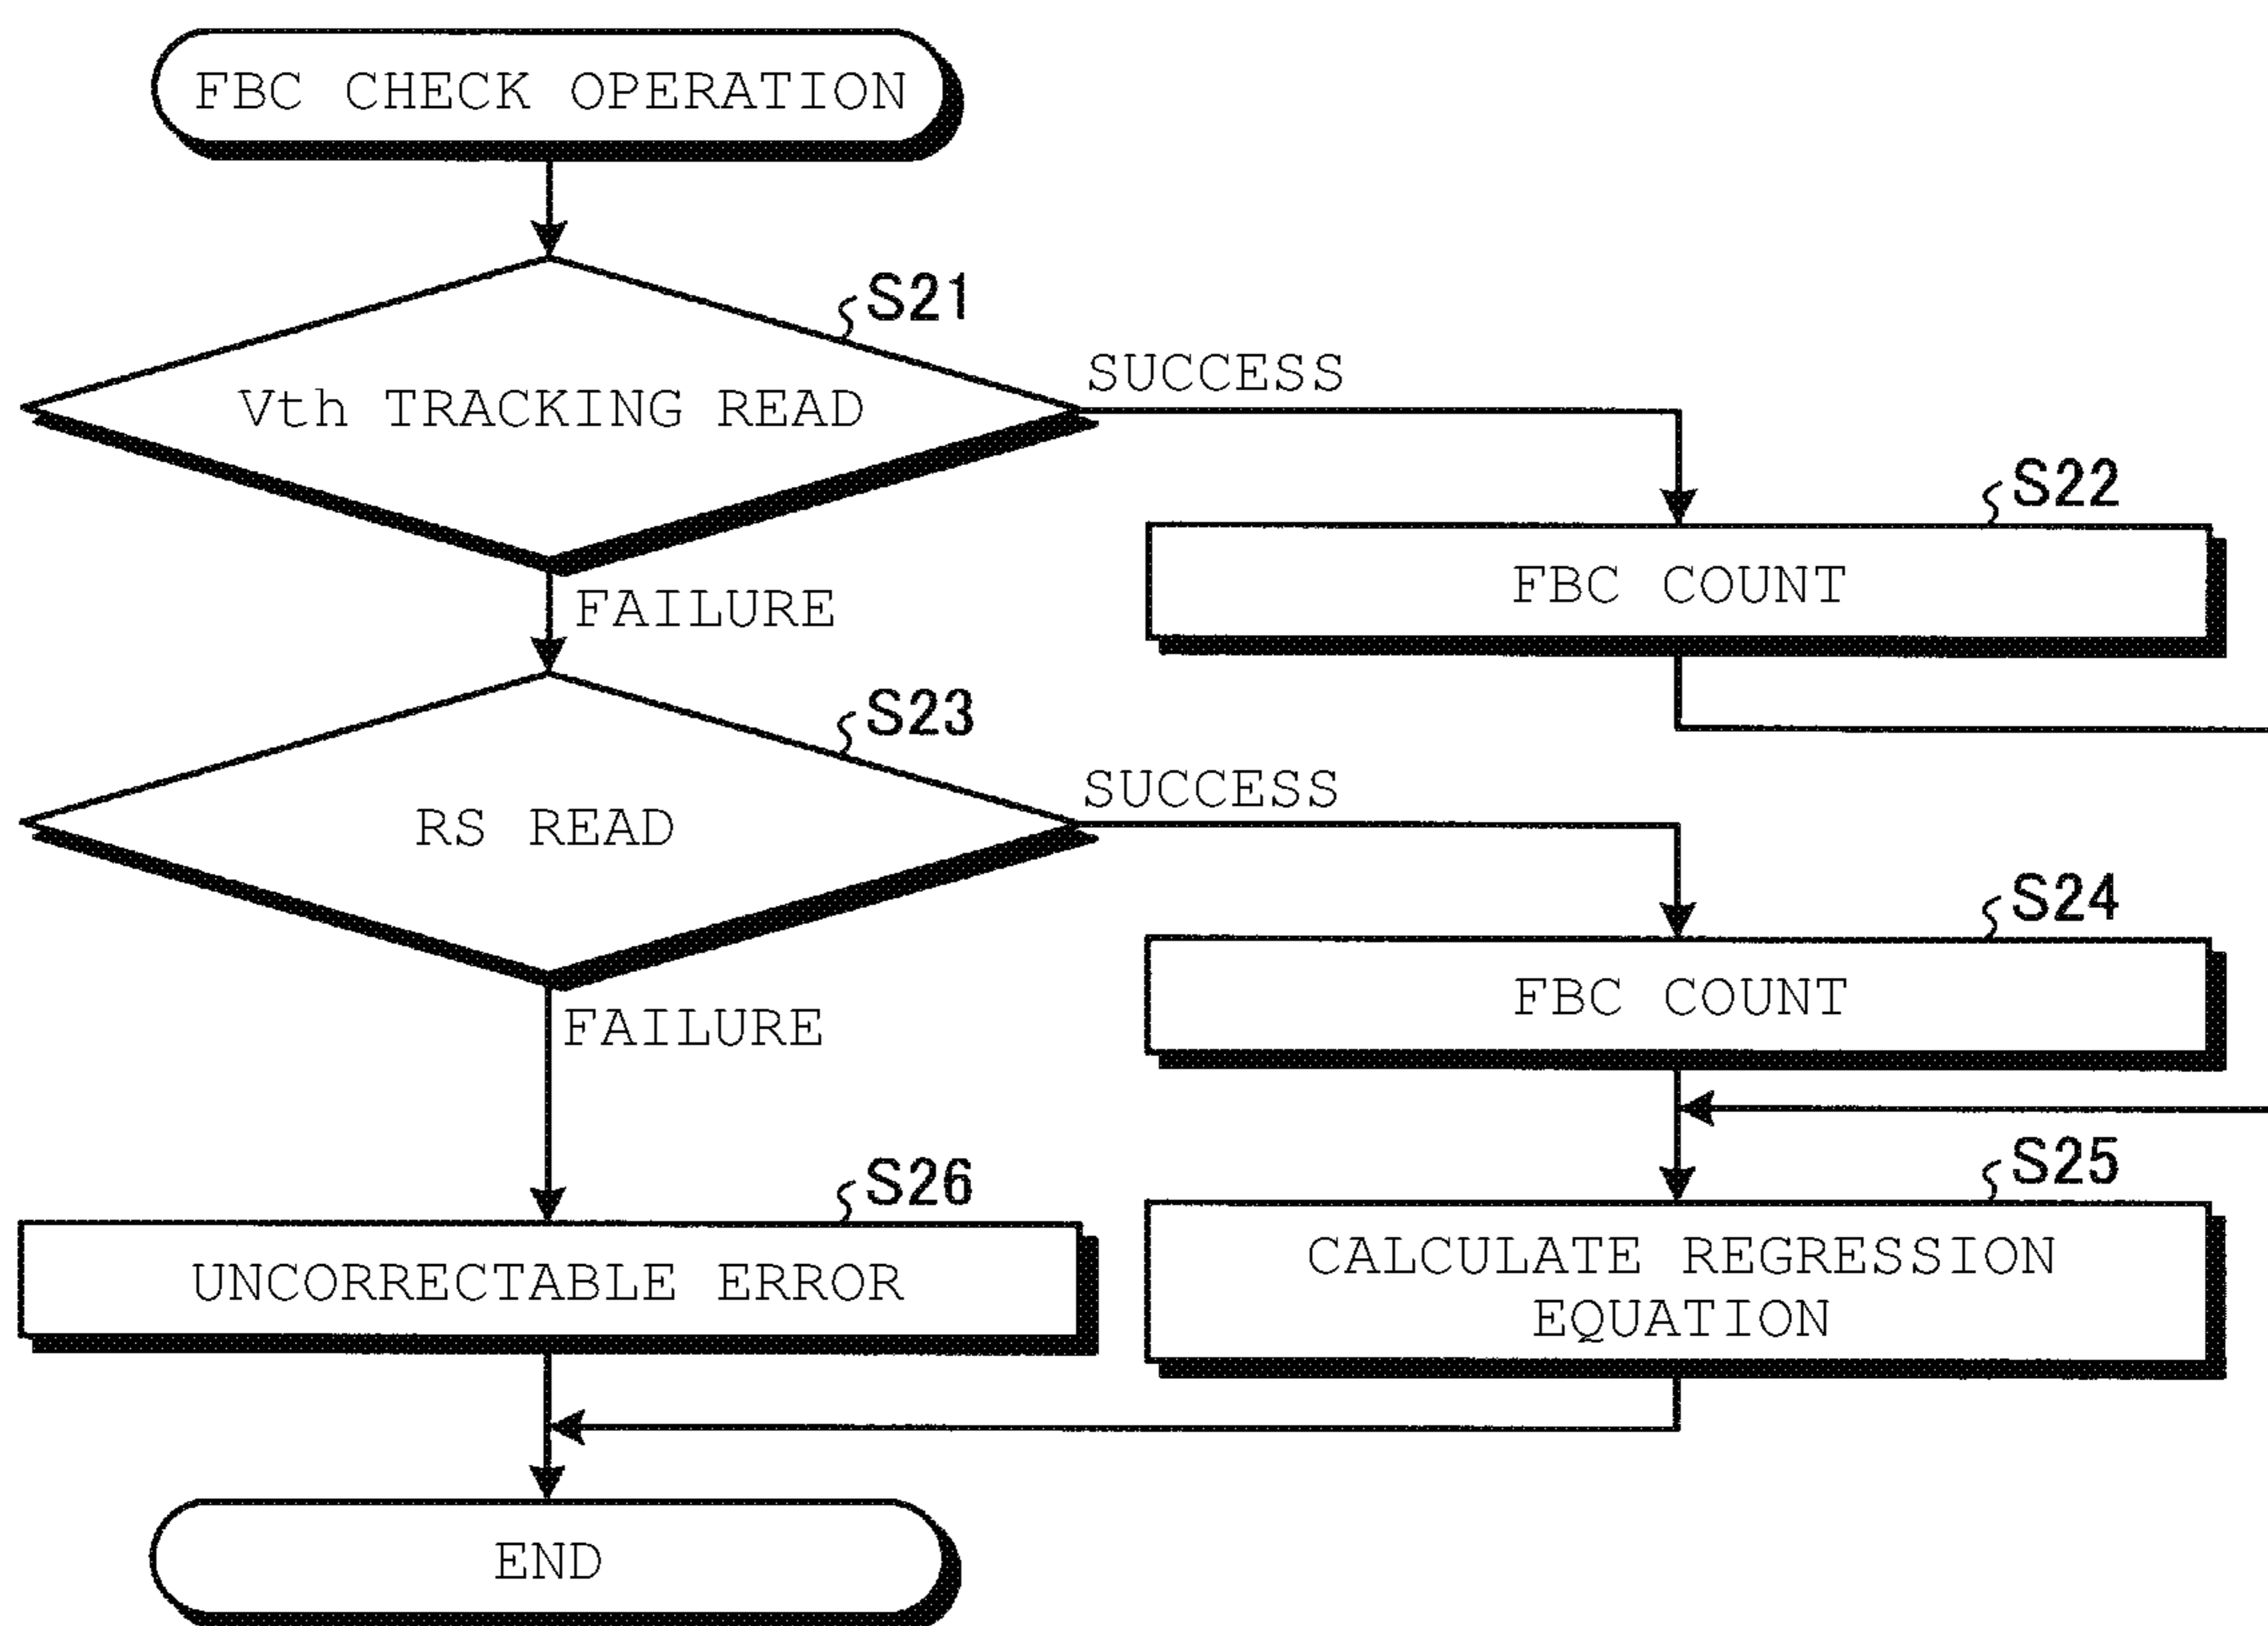 FBC CHECK OPERATION
S21
Vth TRACKING READ
SUCCESS
S22
FBC COUNT
FAILURE
S23
RS READ
SUCCESS
S24
FBC COUNT
FAILURE
S25
CALCULATE REGRESSION
EQUATION
S26
UNCORRECTABLE ERROR
END